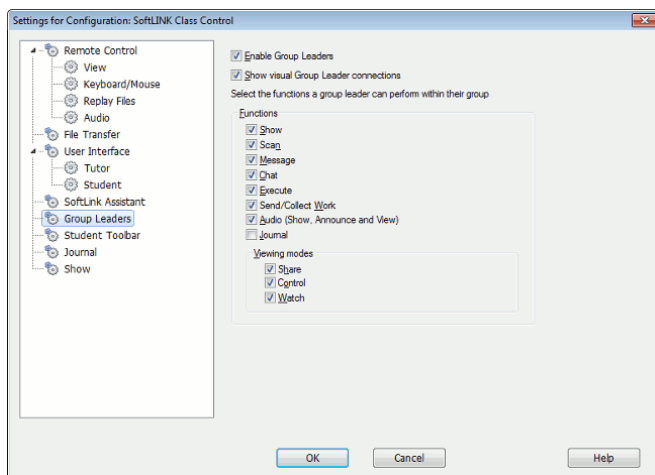 Settings for Configuration: SoftLINK Class Control
Remote Control
View
Keyboard/Mouse
Replay Files
Audio
File Transfer
User Interface
Tutor
Student
SoftLink Assistant
Group Leaders
Student Toolbar
Journal
Show
Enable Group Leaders
Show visual Group Leader connections
Select the functions a group leader can perform within their group
Functions
Show
Scan
Message
Chat
Execute
Send/Collect Work
Audio (Show, Announce and View)
Journal
Viewing modes
Share
Control
Watch
OK
Cancel
Help